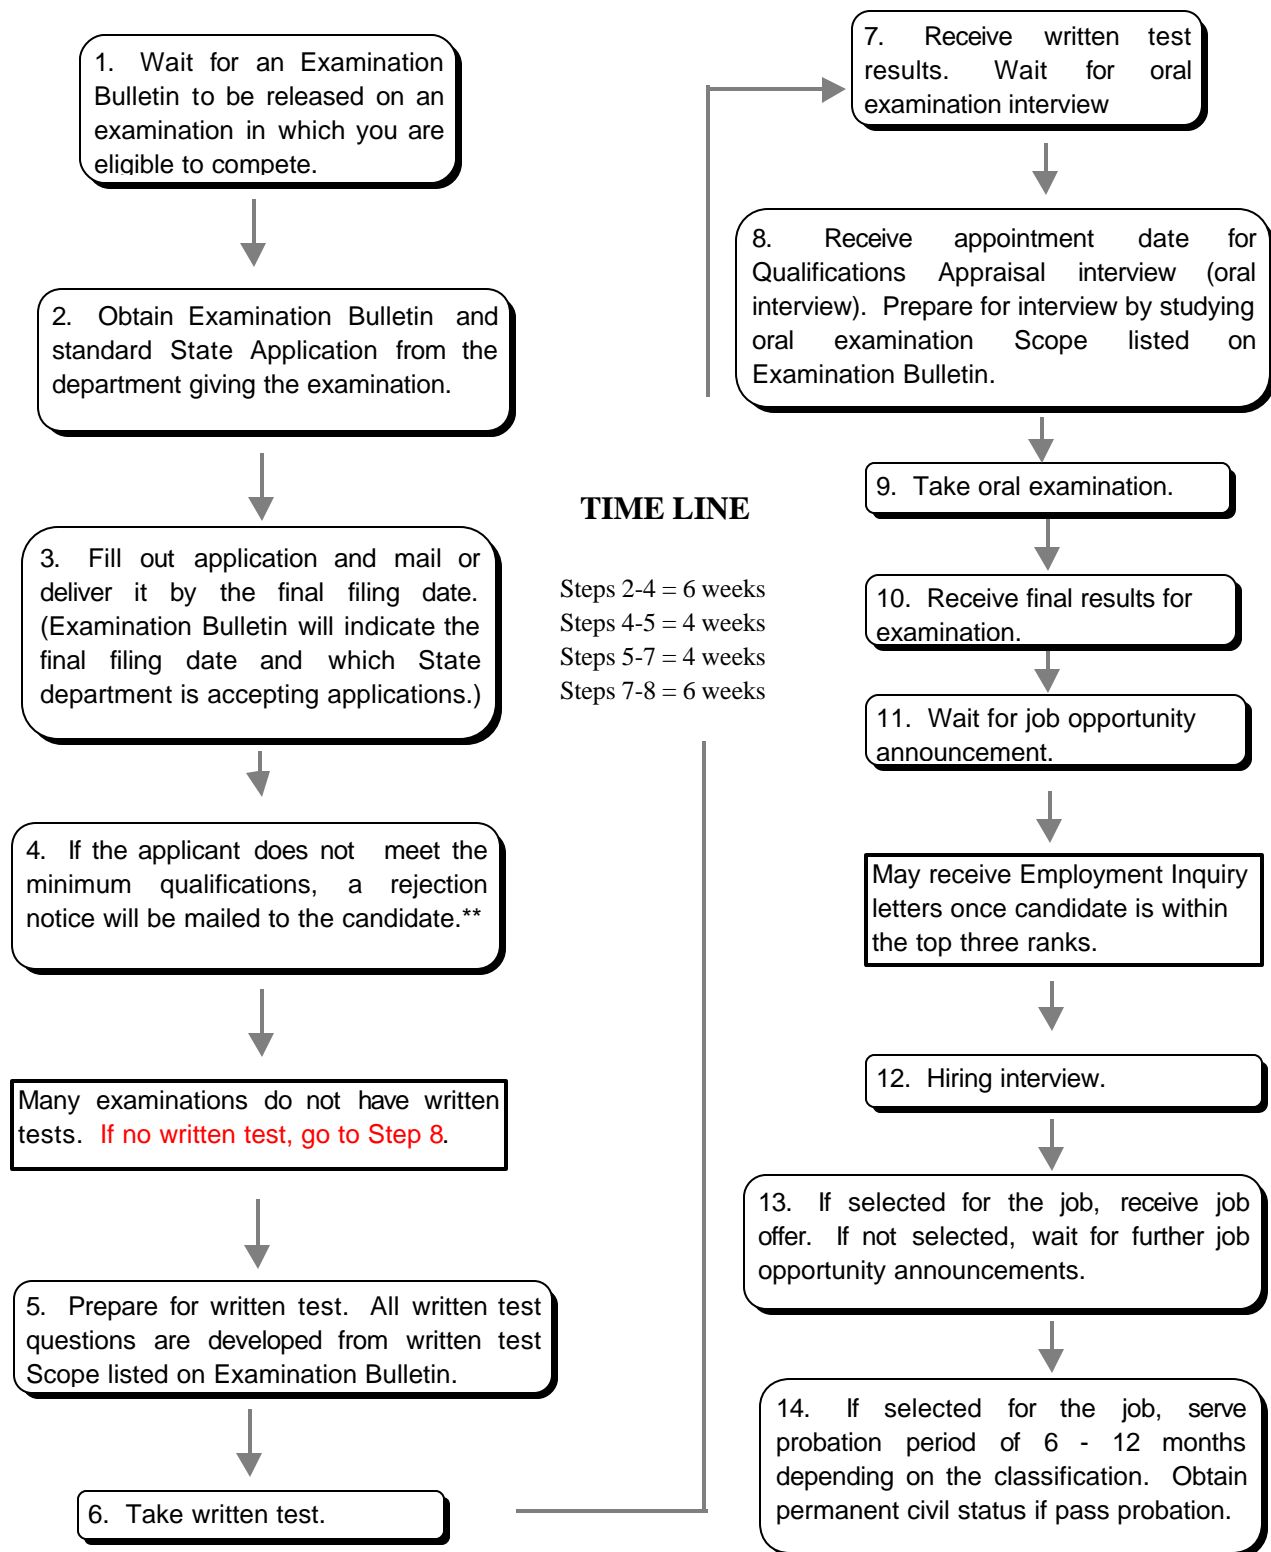 1. Wait for an Examination
Bulletin to be released on an
examination in which you are
eligible to compete.
2. Obtain Examination Bulletin and
standard State Application from the
department giving the examination.
3. Fill out application and mail or
deliver it by the final filing date.
(Examination Bulletin will indicate the
final filing date and which State
department is accepting applications.)
4. If the applicant does not meet the
minimum qualifications, a rejection
notice will be mailed to the candidate.**
Many examinations do not have written
tests. If no written test, go to Step 8.
5. Prepare for written test. All written test
questions are developed from written test
Scope listed on Examination Bulletin.
6. Take written test.
TIME LINE
Steps 2-4 = 6 weeks
Steps 4-5 = 4 weeks
Steps 5-7 = 4 weeks
Steps 7-8 = 6 weeks
7. Receive written test
results. Wait for oral
examination interview
8. Receive appointment date for
Qualifications Appraisal interview (oral
interview). Prepare for interview by studying
oral examination Scope listed on
Examination Bulletin.
9. Take oral examination.
10. Receive final results for
examination.
11. Wait for job opportunity
announcement.
May receive Employment Inquiry
letters once candidate is within
the top three ranks.
12. Hiring interview.
13. If selected for the job, receive job
offer. If not selected, wait for further job
opportunity announcements.
14. If selected for the job, serve
probation period of 6 - 12 months
depending on the classification. Obtain
permanent civil status if pass probation.